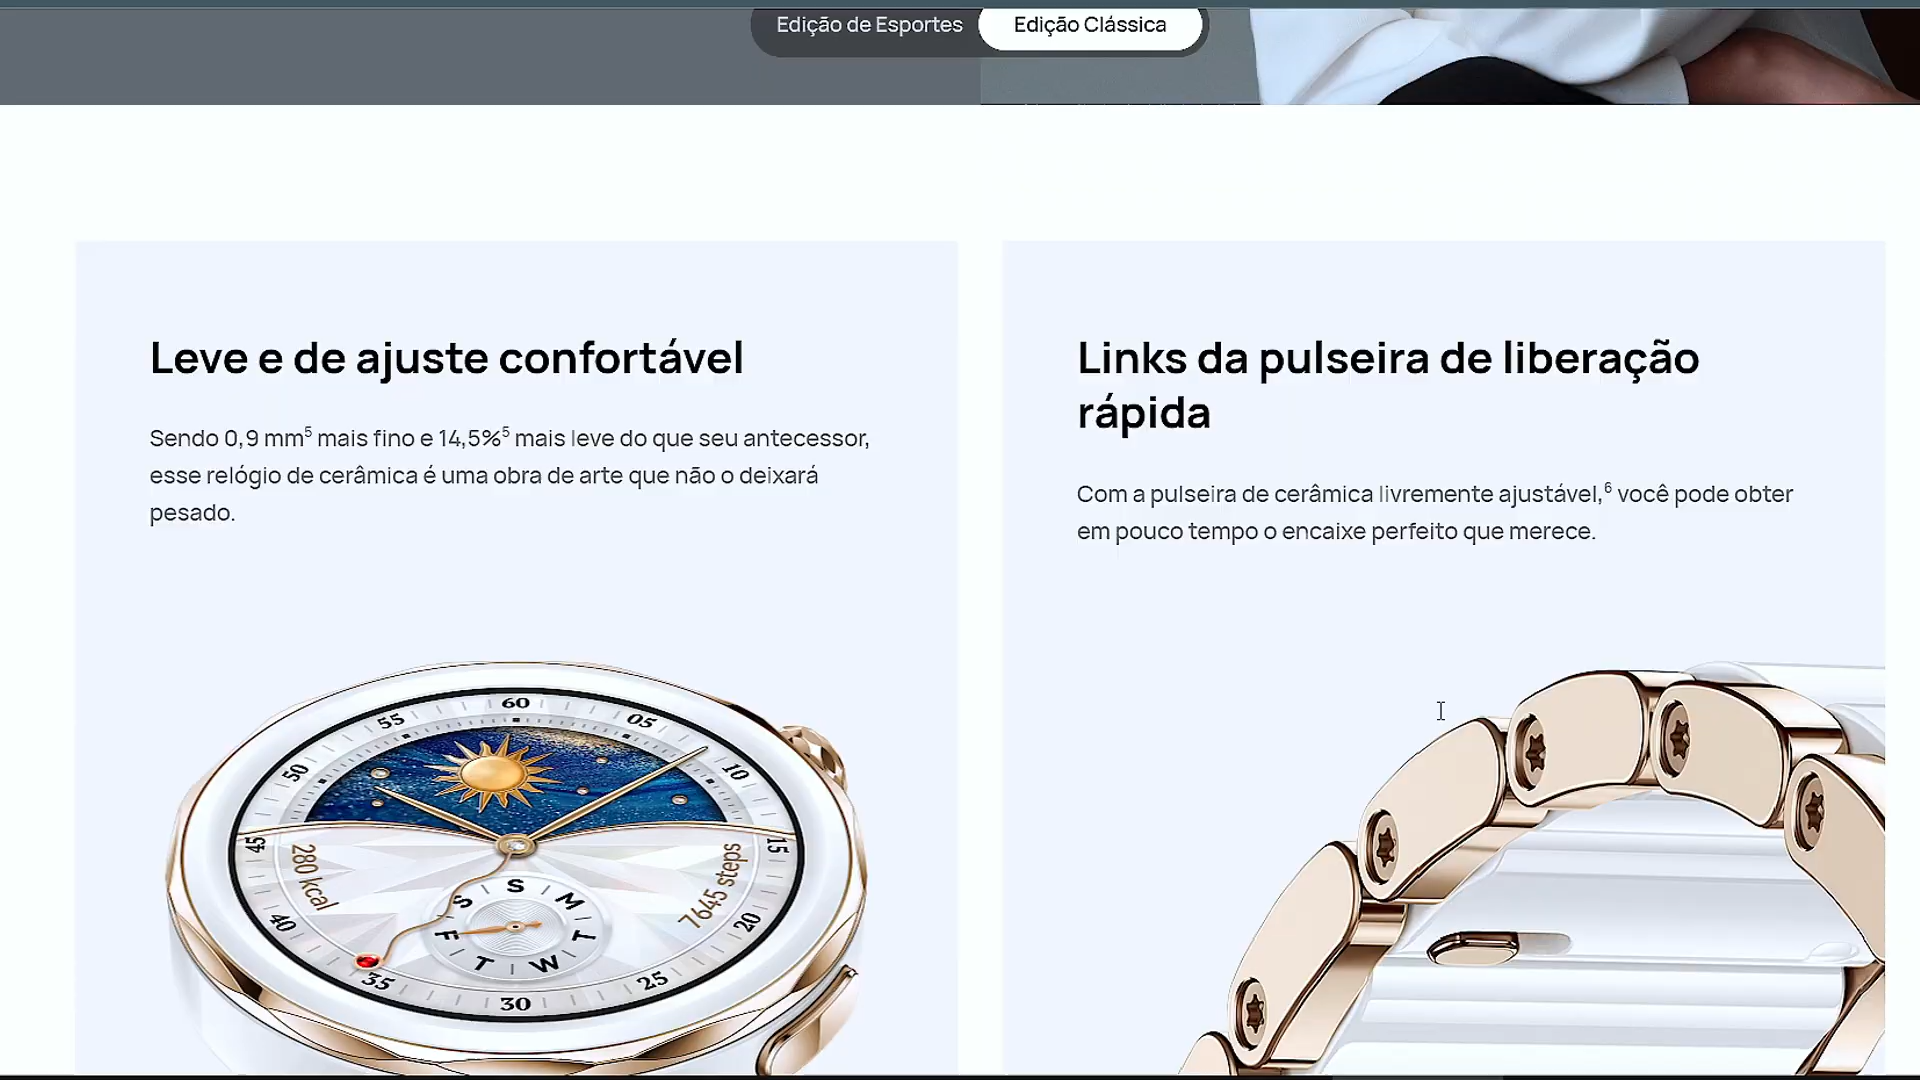 Edição de Esportes
Edição Clássica
Leve e de ajuste confortável
Sendo 0,9 mm⁵ mais fino e 14,5%⁵ mais leve do que seu antecessor,
esse relógio de cerâmica é uma obra de arte que não o deixará
pesado.
Links da pulseira de liberação
rápida
Com a pulseira de cerâmica livremente ajustável,⁶ você pode obter
em pouco tempo o encaixe perfeito que merece.
60
05
10
15
20
25
30
35
40
45
50
55
280 kcal
7645 steps
S
M
T
W
T
F
S